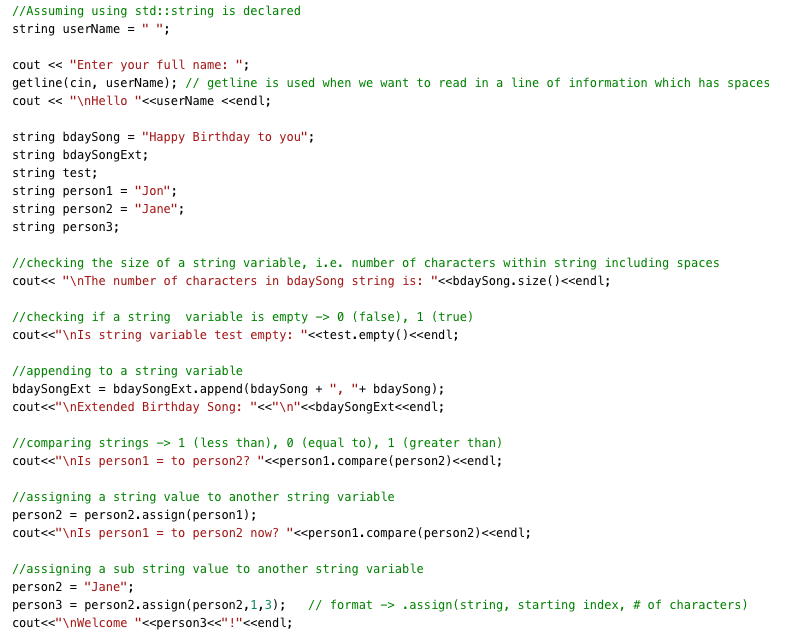 //Assuming using std::string is declared
string userName = " ";
cout << "Enter your full name: ";
getline(cin, userName); // getline is used when we want to read in a line of information which has spaces
cout << "\nHello "<<userName <<endl;
string bdaySong = "Happy Birthday to you";
string bdaySongExt;
string test;
string person1 = "Jon";
string person2 = "Jane";
string person3;
//checking the size of a string variable, i.e. number of characters within string including spaces
cout<< "\nThe number of characters in bdaySong string is: "<<bdaySong.size()<<endl;
//checking if a string  variable is empty -> 0 (false), 1 (true)
cout<<"\nIs string variable test empty: "<<test.empty()<<endl;
//appending to a string variable
bdaySongExt = bdaySongExt.append(bdaySong + ", "+ bdaySong);
cout<<"\nExtended Birthday Song: "<<"\n"<<bdaySongExt<<endl;
//comparing strings -> 1 (less than), 0 (equal to), 1 (greater than)
cout<<"\nIs person1 = to person2? "<<person1.compare(person2)<<endl;
//assigning a string value to another string variable
person2 = person2.assign(person1);
cout<<"\nIs person1 = to person2 now? "<<person1.compare(person2)<<endl;
//assigning a sub string value to another string variable
person2 = "Jane";
person3 = person2.assign(person2,1,3);   // format -> .assign(string, starting index, # of characters)
cout<<"\nWelcome "<<person3<<"!"<<endl;